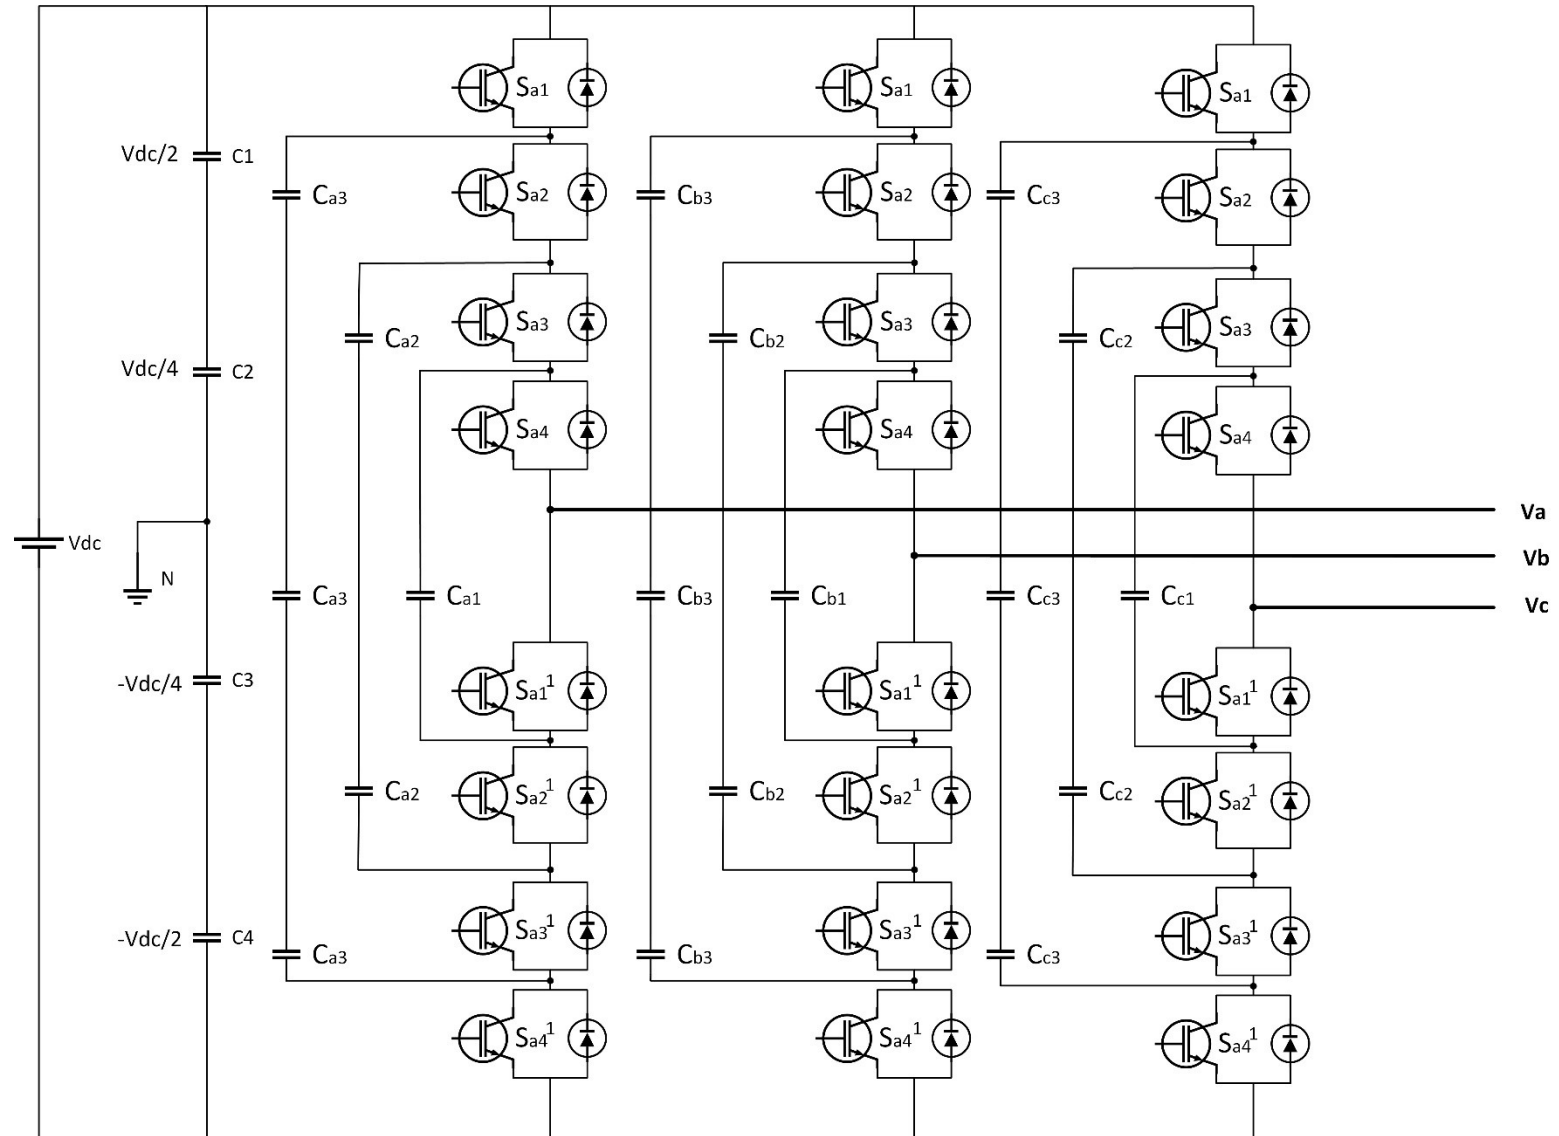 Sa1 Sa1 Sa1
Vdc/2 C1
Ca3 Sa2 Cb3 Sa2 Cc3 Sa2
Sa3 Sa3 Sa3
Ca2 Cb2 Cc2
Vdc/4 C2
Sa4 Sa4 Sa4
Va
Vdc
Vb
N
Ca3 Ca1 Cb3 Cb1 Cc3 Cc1 Vc
-Vdc/4 C3
Sa1¹ Sa1¹ Sa1¹
Ca2 Sa2¹ Cb2 Sa2¹ Cc2 Sa2¹
-Vdc/2 C4
Sa3¹ Sa3¹ Sa3¹
Ca3 Cb3 Cc3
Sa4¹ Sa4¹ Sa4¹